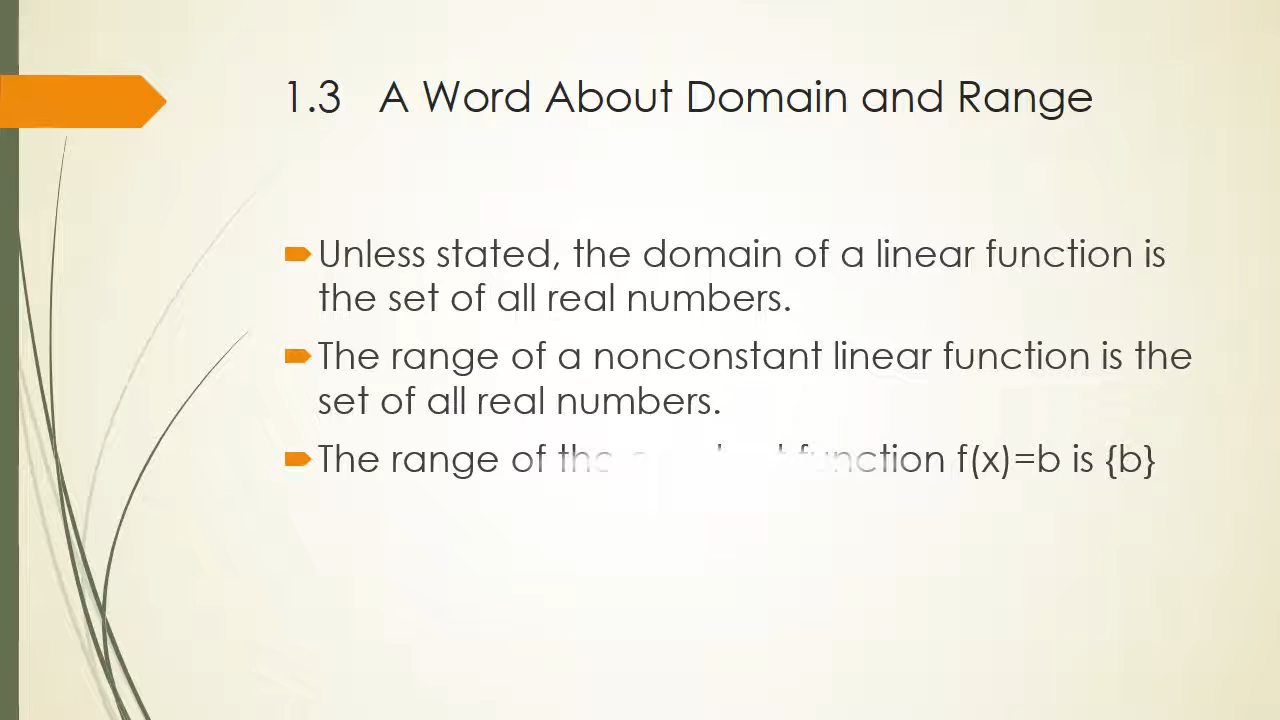 1.3 A Word About Domain and Range
Unless stated, the domain of a linear function is
the set of all real numbers.
The range of a nonconstant linear function is the
set of all real numbers.
The range of the function f(x)=b is {b}